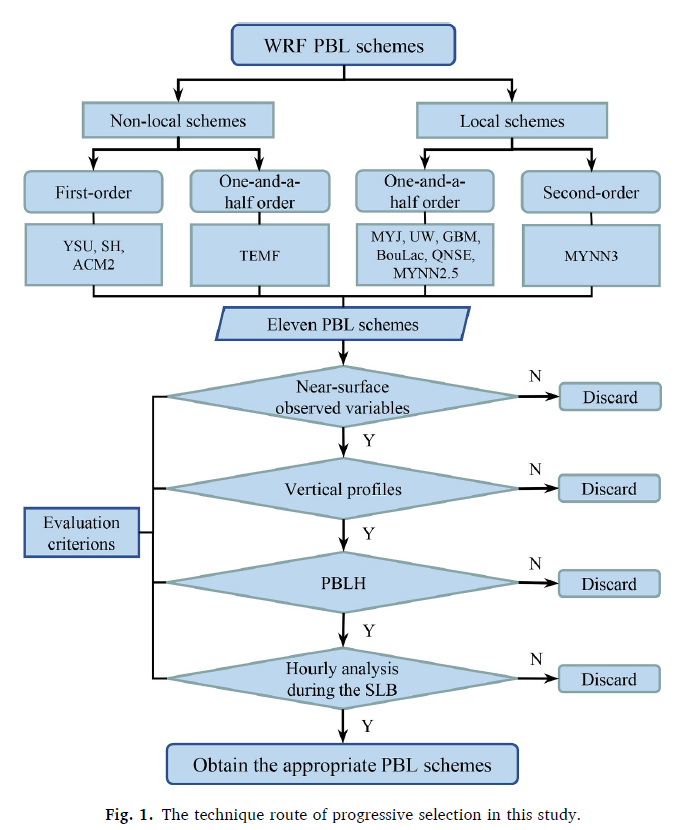 WRF PBL schemes
Non-local schemes
Local schemes
First-order
One-and-a-
half order
One-and-a-
half order
Second-order
YSU, SH,
ACM2
TEMF
MYJ, UW, GBM,
BouLac, QNSE,
MYNN2.5
MYNN3
Eleven PBL schemes
Near-surface
observed variables
N
Discard
Y
Vertical profiles
N
Discard
Y
Evaluation
criterions
PBLH
N
Discard
Y
Hourly analysis
during the SLB
N
Discard
Y
Obtain the appropriate PBL schemes
Fig. 1. The technique route of progressive selection in this study.